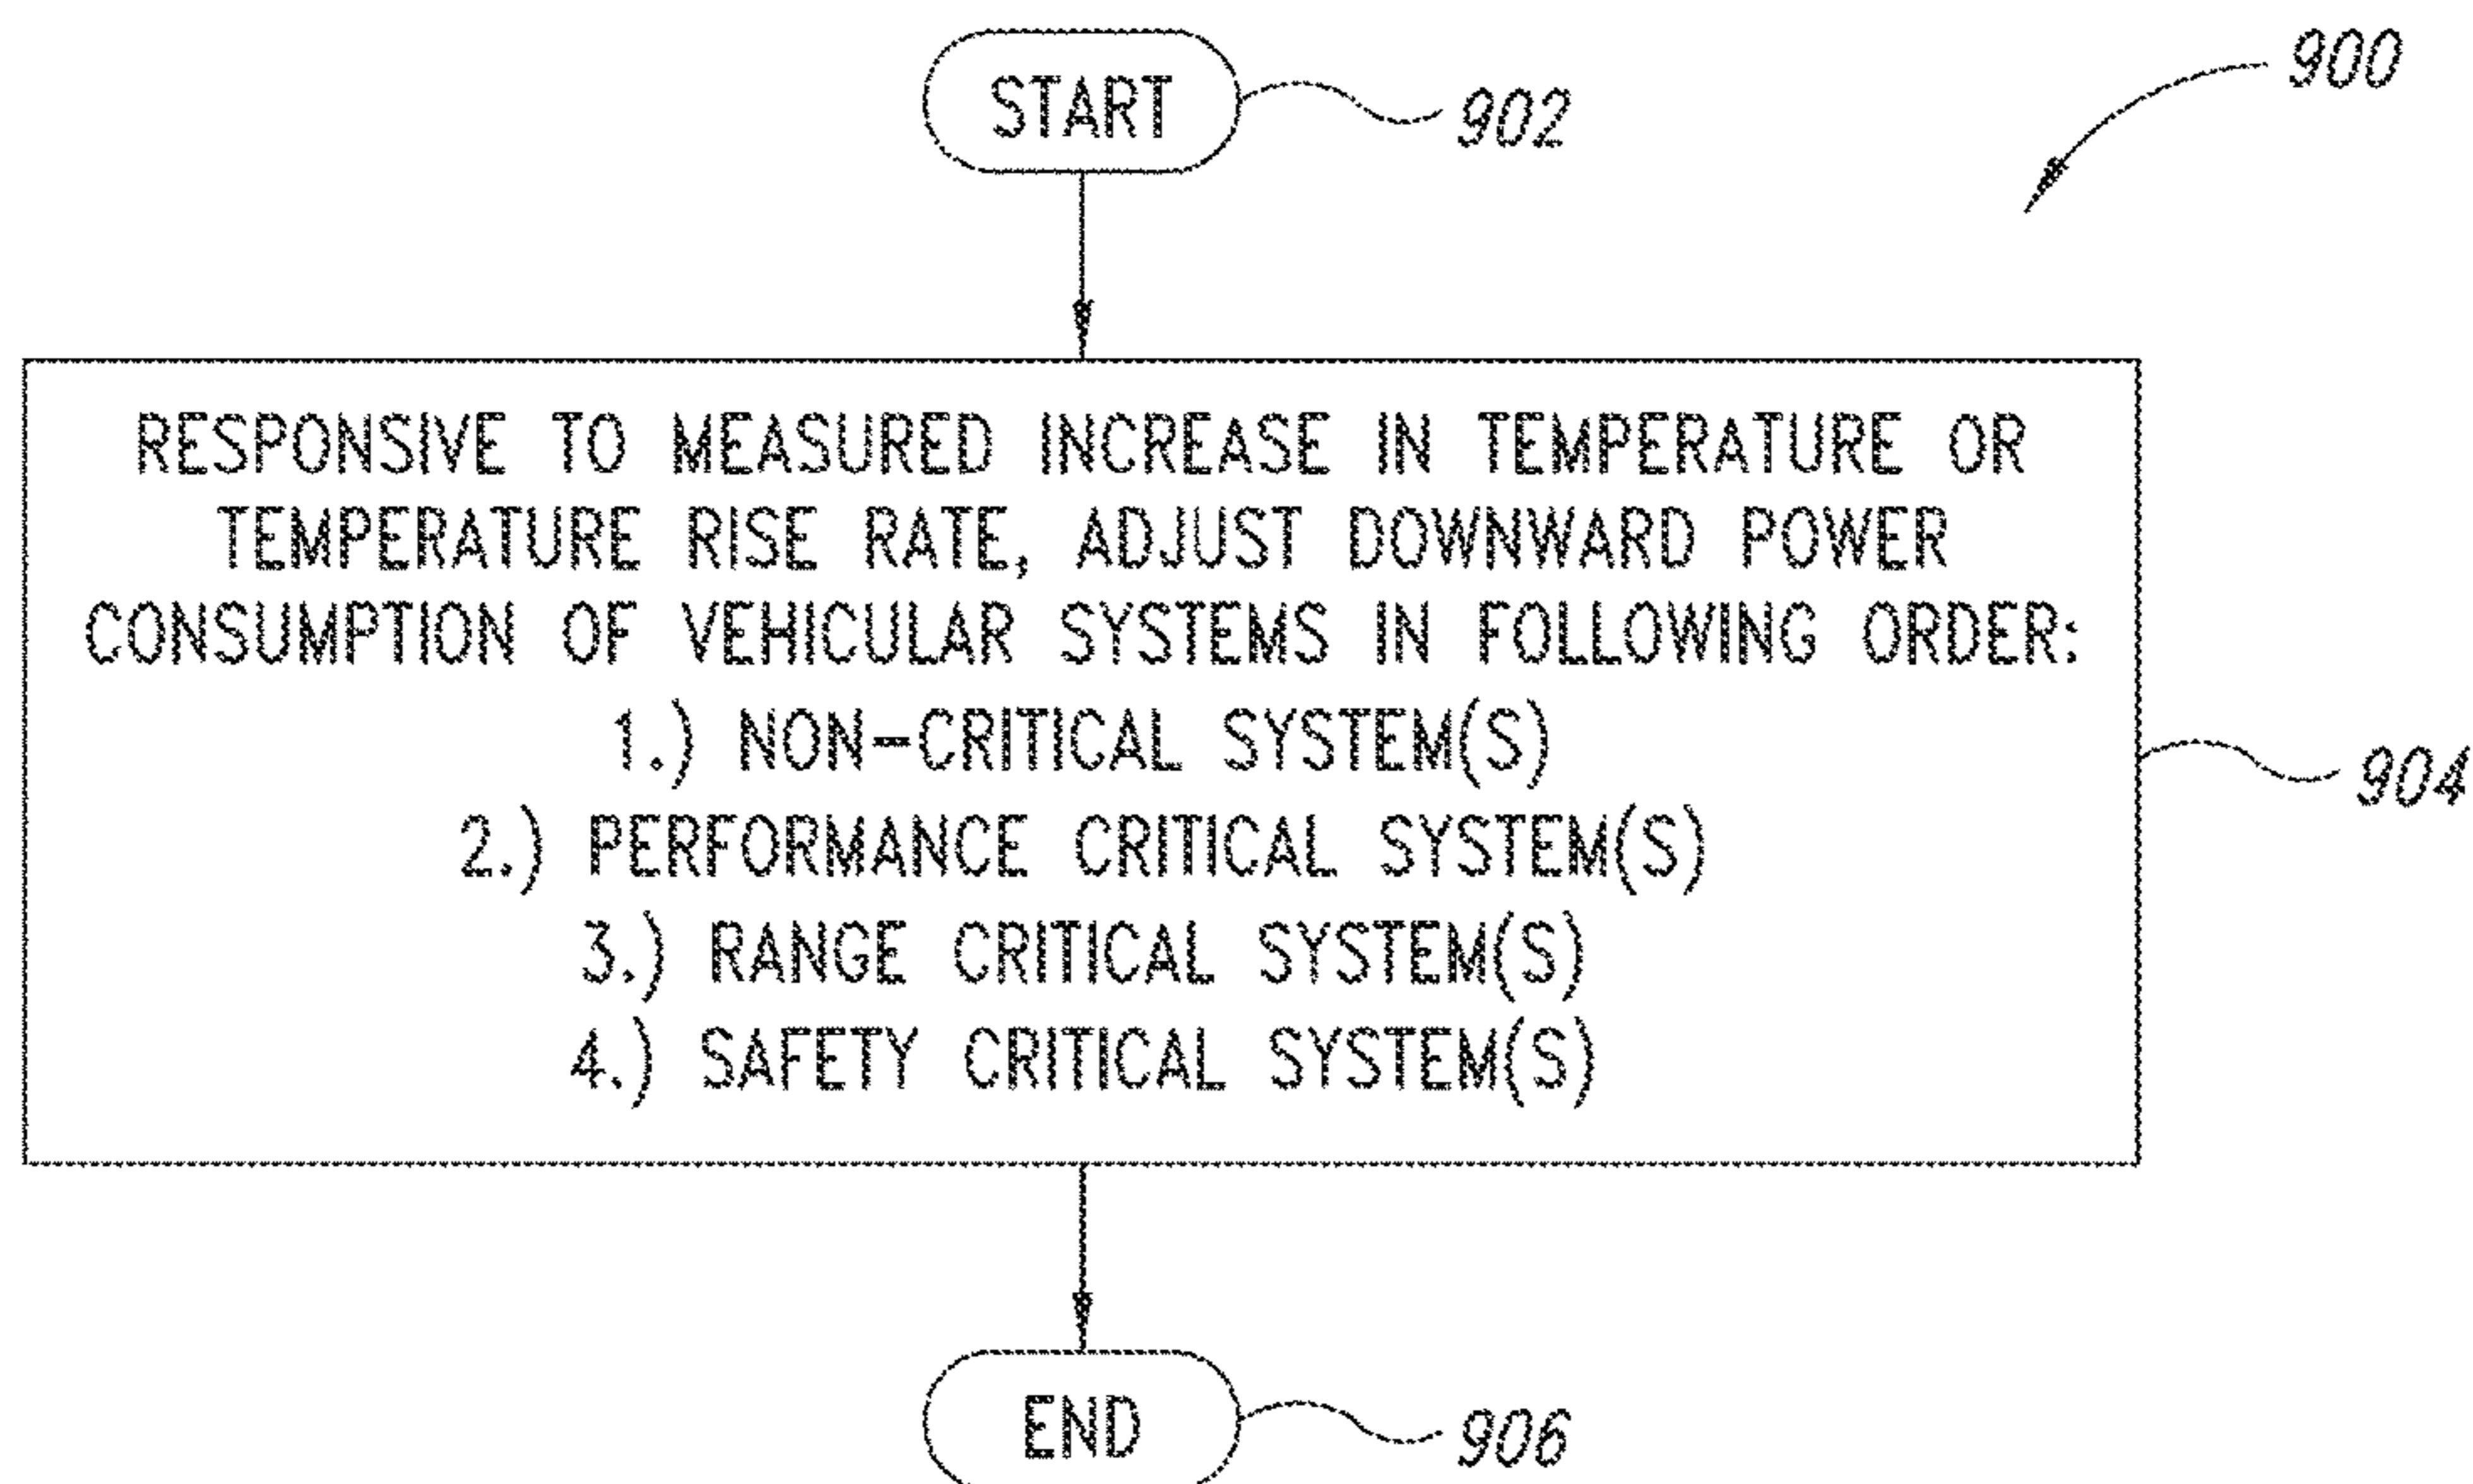 START
902
900
RESPONSIVE TO MEASURED INCREASE IN TEMPERATURE OR
TEMPERATURE RISE RATE, ADJUST DOWNWARD POWER
CONSUMPTION OF VEHICULAR SYSTEMS IN FOLLOWING ORDER:
1.) NON-CRITICAL SYSTEM(S)
2.) PERFORMANCE CRITICAL SYSTEM(S)
3.) RANGE CRITICAL SYSTEM(S)
4.) SAFETY CRITICAL SYSTEM(S)
904
END
906